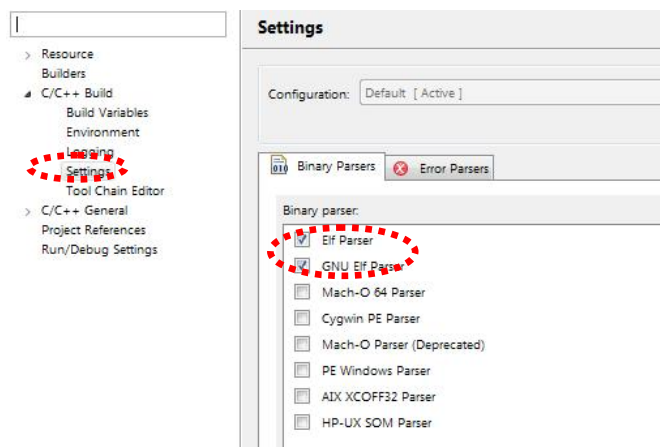 Resource
Builders
C/C++ Build
Build Variables
Environment
Logging
Settings
Tool Chain Editor
C/C++ General
Project References
Run/Debug Settings
Settings
Configuration: Default [ Active ]
010 Binary Parsers Error Parsers
Binary parser:
Elf Parser
GNU Elf Parser
Mach-O 64 Parser
Cygwin PE Parser
Mach-O Parser (Deprecated)
PE Windows Parser
AIX XCOFF32 Parser
HP-UX SOM Parser